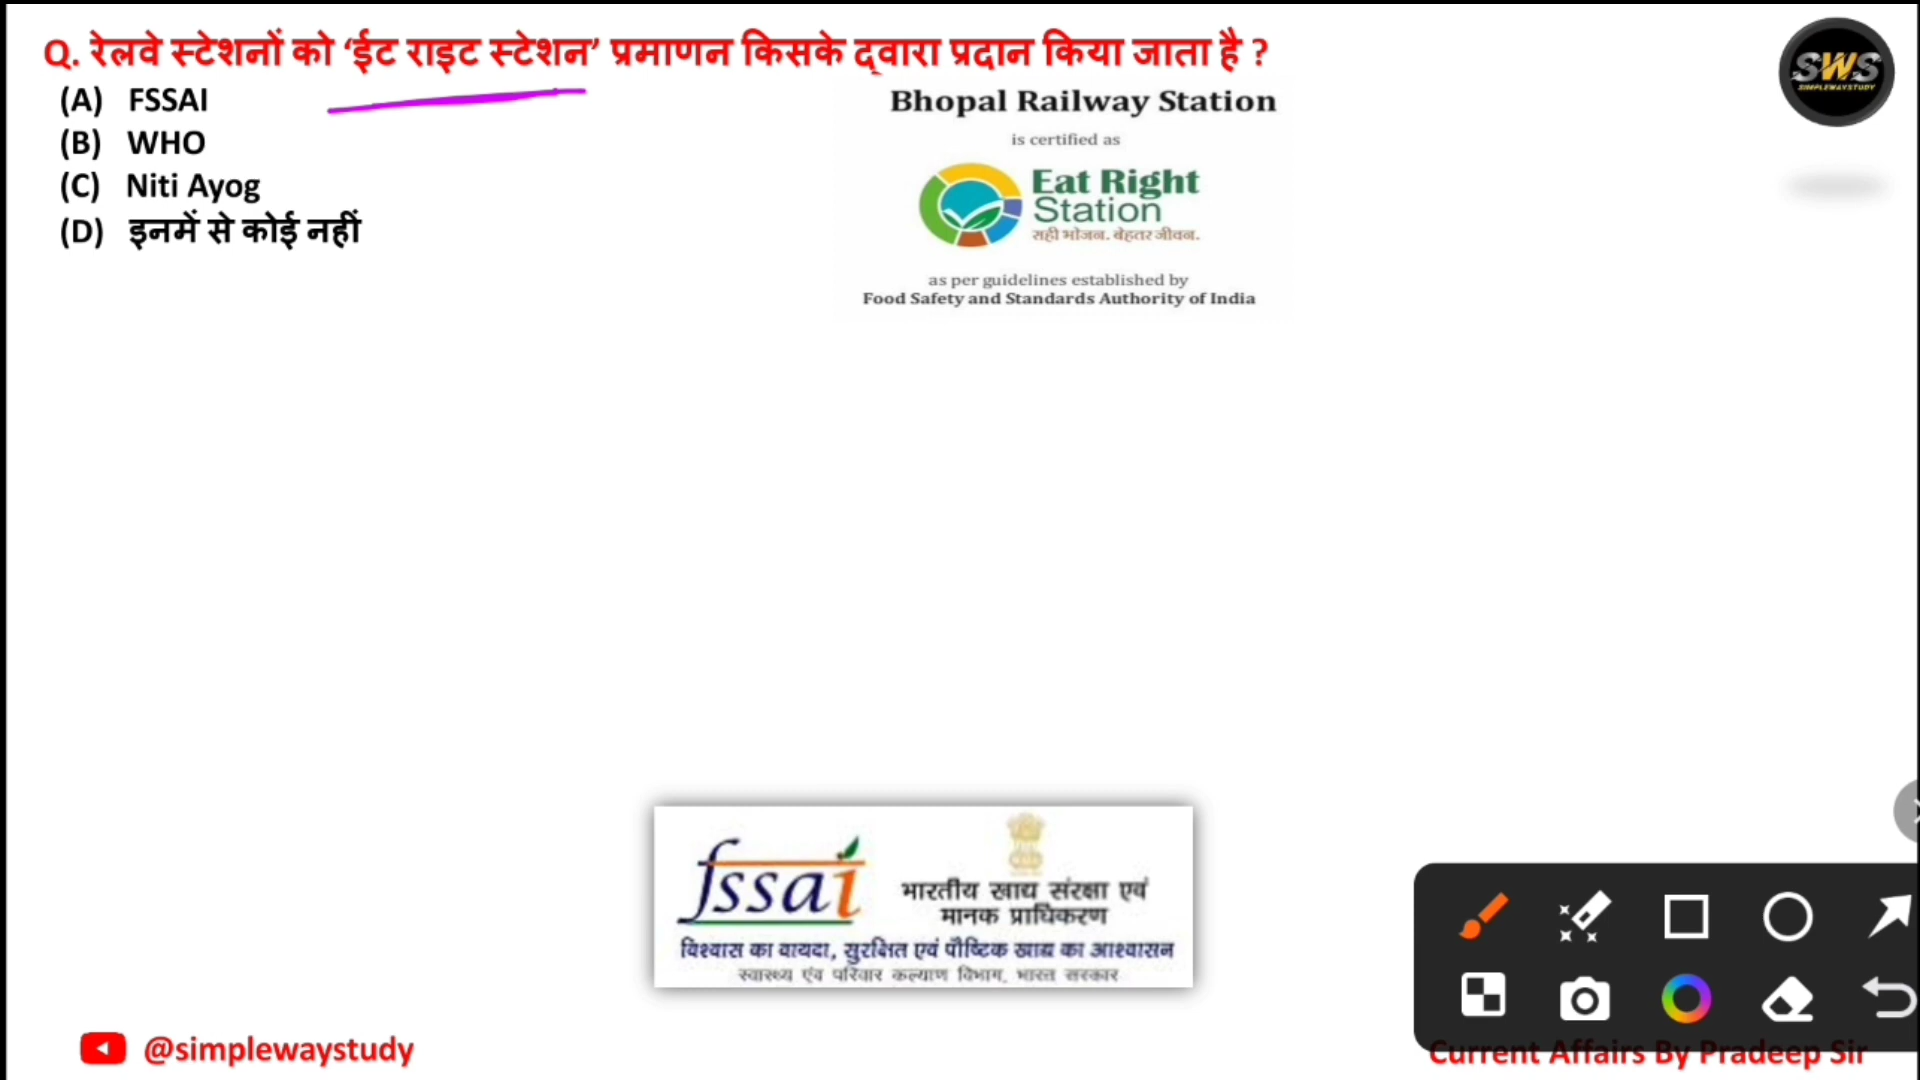 Q. रेलवे स्टेशनों को ‘ईट राइट स्टेशन’ प्रमाणन किसके द्वारा प्रदान किया जाता है ?
(A) FSSAI
(B) WHO
(C) Niti Ayog
(D) इनमें से कोई नहीं
Bhopal Railway Station
is certified as
Eat Right
Station
सही भोजन. बेहतर जीवन.
as per guidelines established by
Food Safety and Standards Authority of India
SWS
SIMPLEWAYSTUDY
fssai
भारतीय खाद्य संरक्षा एवं
मानक प्राधिकरण
विश्वास का वायदा, सुरक्षित एवं पौष्टिक खाद्य का आश्वासन
स्वास्थ्य एंव परिवार कल्याण विभाग, भारत सरकार
@simplewaystudy
Current Affairs By Pradeep Sir